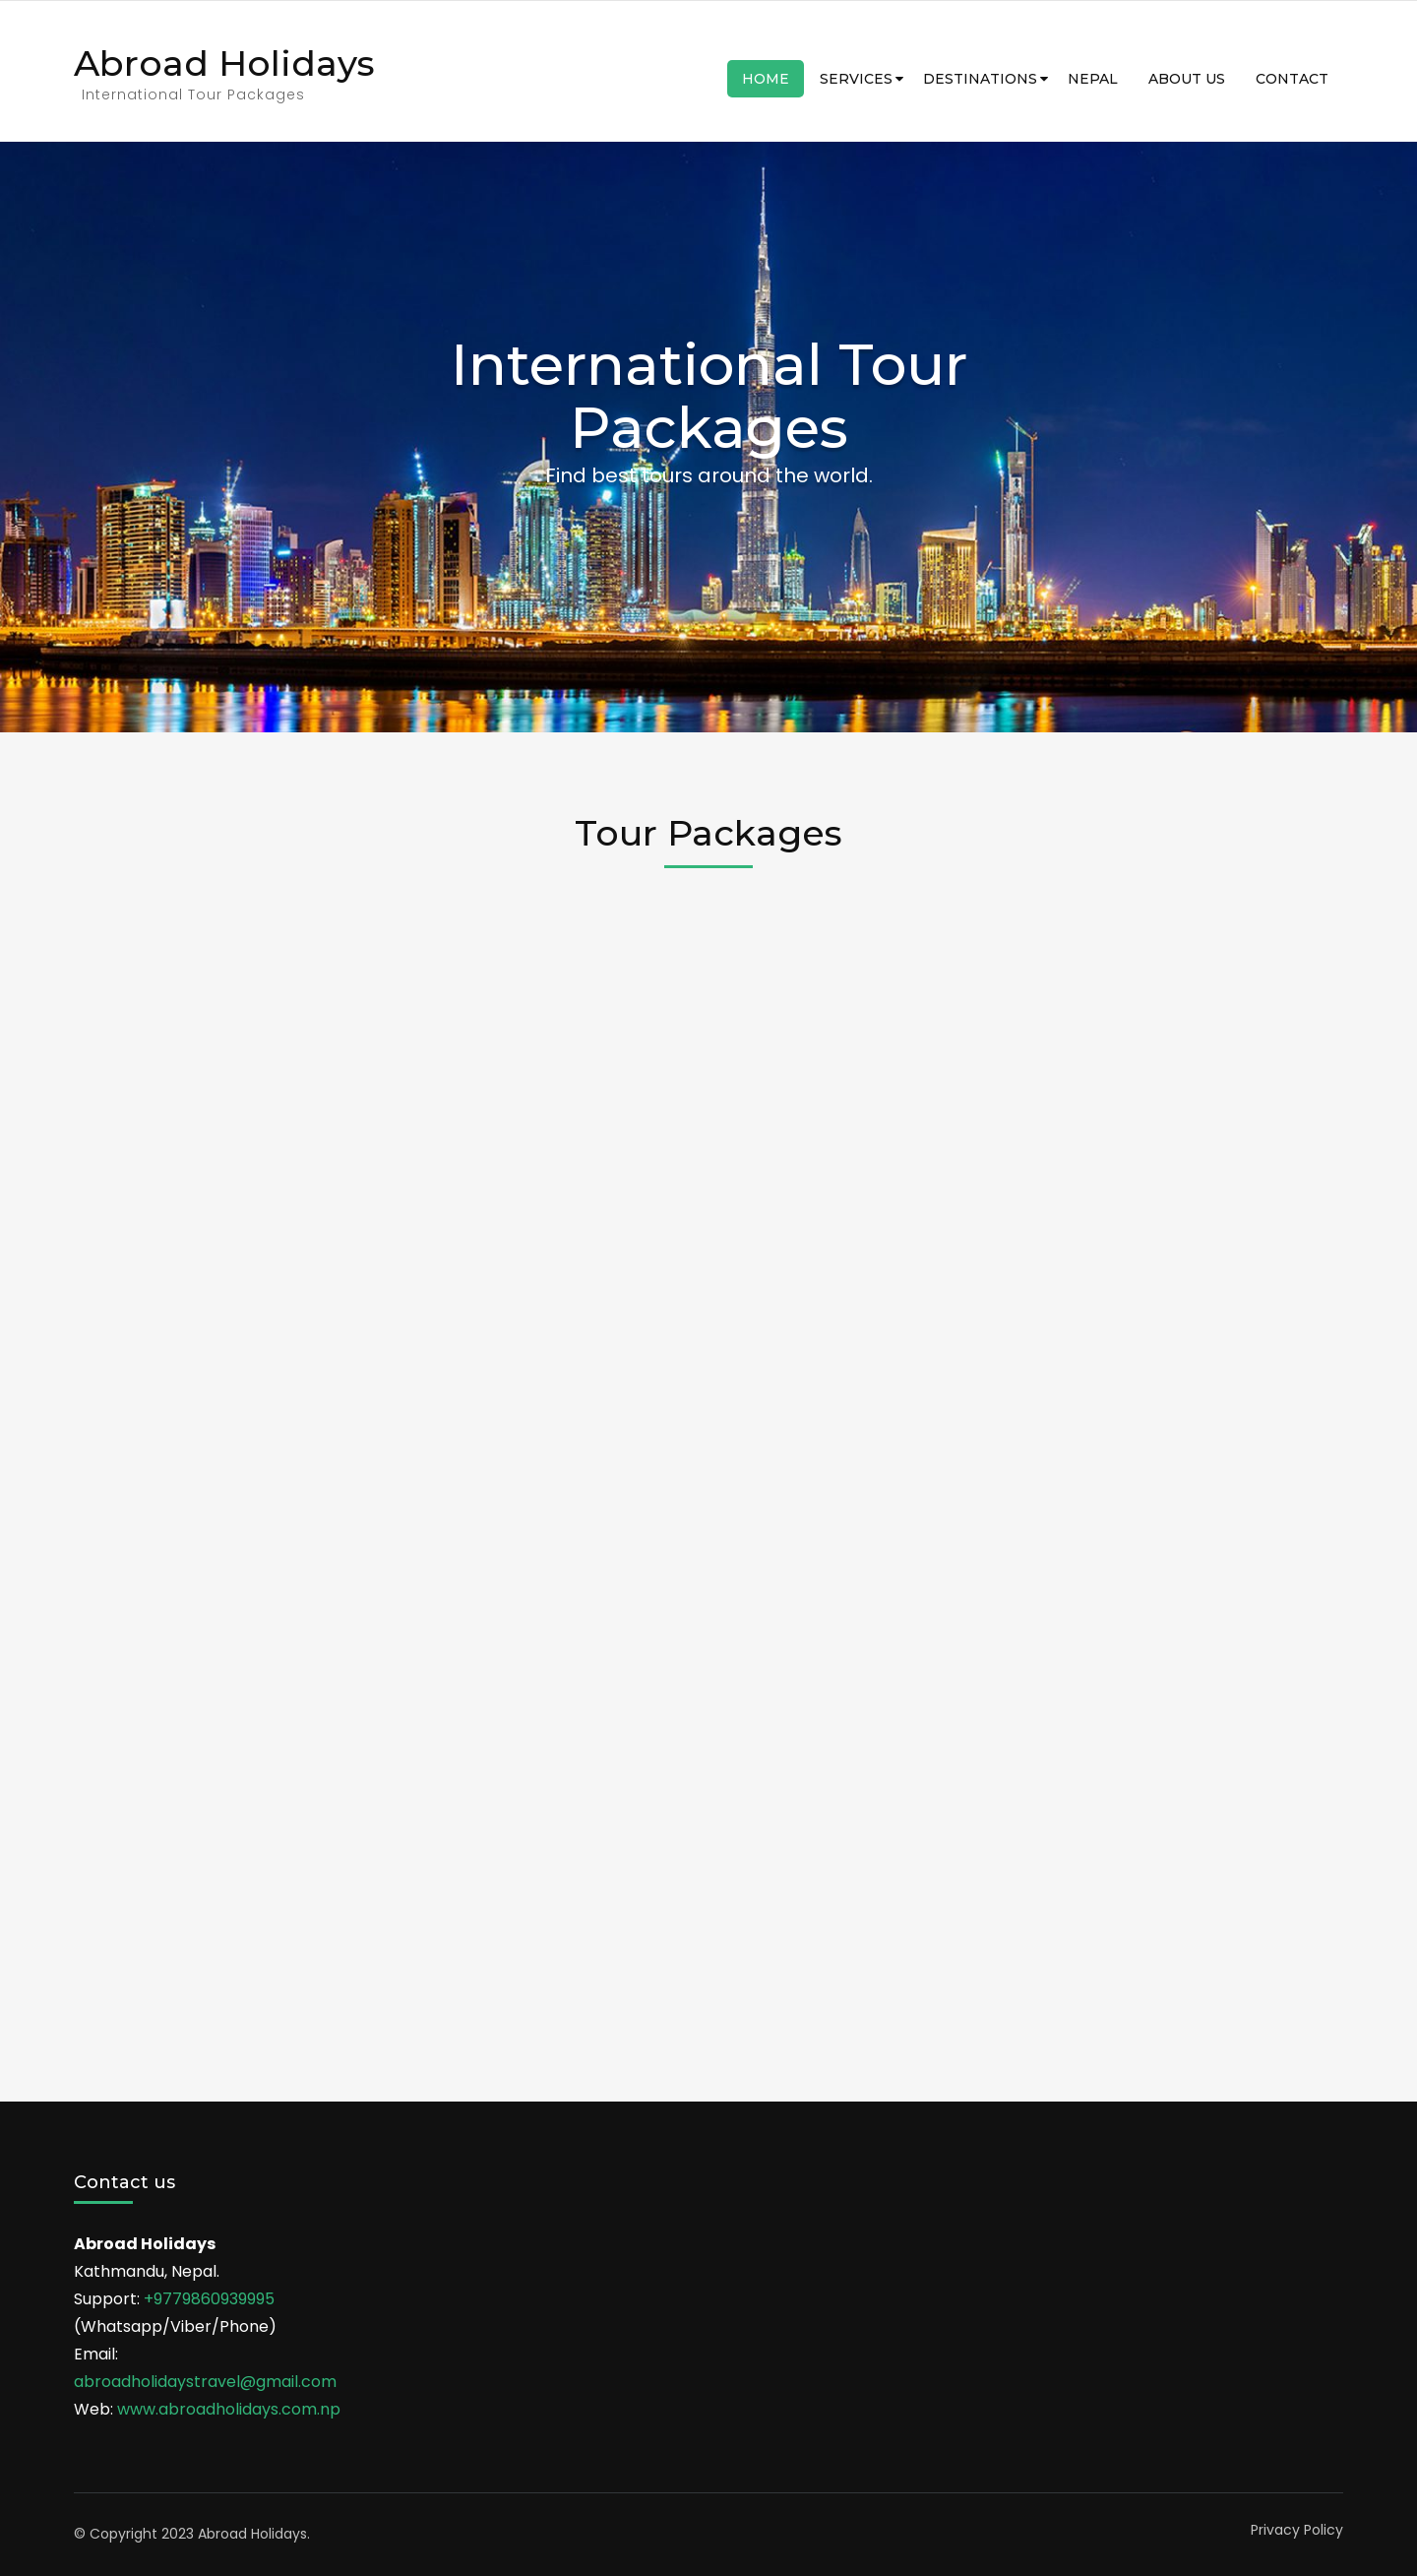 Abroad Holidays
International Tour Packages
HOME SERVICES DESTINATIONS NEPAL ABOUT US CONTACT
International Tour
Packages
Find best tours around the world.
Tour Packages
Contact us
Abroad Holidays
Kathmandu, Nepal.
Support: +9779860939995
(Whatsapp/Viber/Phone)
Email:
abroadholidaystravel@gmail.com
Web: www.abroadholidays.com.np
© Copyright 2023 Abroad Holidays.
Privacy Policy